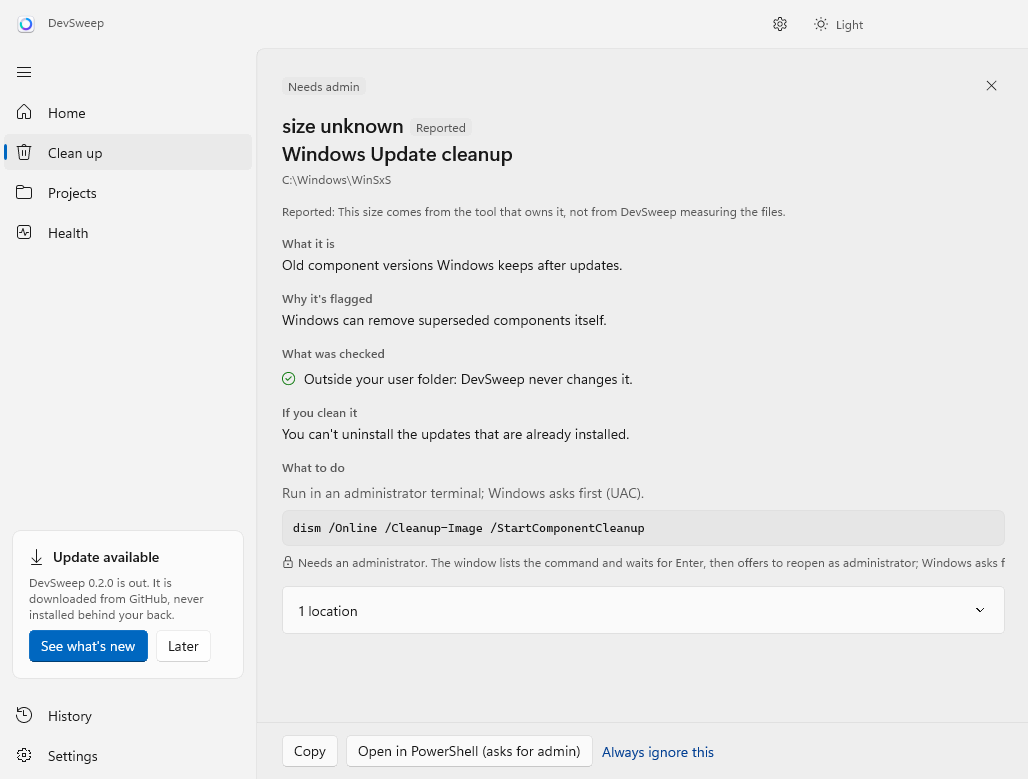 DevSweep
Light
Home
Clean up
Projects
Health
Update available
DevSweep 0.2.0 is out. It is
downloaded from GitHub, never
installed behind your back.
See what's new
Later
History
Settings
Needs admin
size unknown Reported
Windows Update cleanup
C:\Windows\WinSxS
Reported: This size comes from the tool that owns it, not from DevSweep measuring the files.
What it is
Old component versions Windows keeps after updates.
Why it's flagged
Windows can remove superseded components itself.
What was checked
Outside your user folder: DevSweep never changes it.
If you clean it
You can't uninstall the updates that are already installed.
What to do
Run in an administrator terminal; Windows asks first (UAC).
dism /Online /Cleanup-Image /StartComponentCleanup
Needs an administrator. The window lists the command and waits for Enter, then offers to reopen as administrator; Windows asks f
1 location
Copy
Open in PowerShell (asks for admin)
Always ignore this